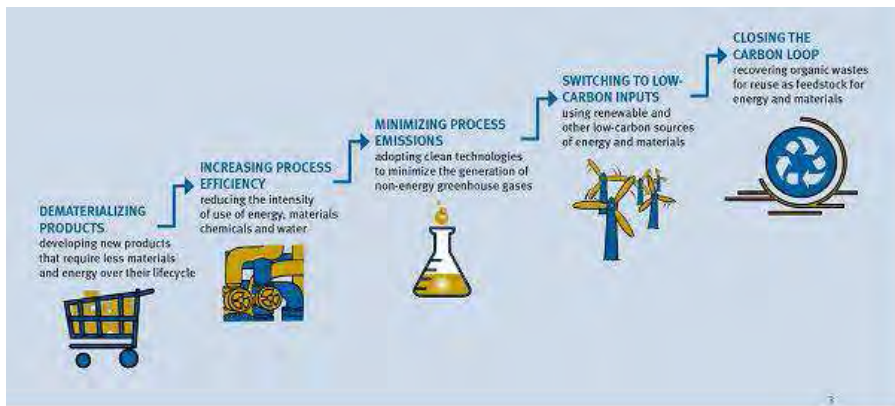 DEMATERIALIZING
PRODUCTS
developing new products
that require less materials
and energy over their lifecycle
INCREASING PROCESS
EFFICIENCY
reducing the intensity
of use of energy, materials
chemicals and water
MINIMIZING PROCESS
EMISSIONS
adopting clean technologies
to minimize the generation of
non-energy greenhouse gases
SWITCHING TO LOW-
CARBON INPUTS
using renewable and
other low-carbon sources
of energy and materials
CLOSING THE
CARBON LOOP
recovering organic wastes
for reuse as feedstock for
energy and materials
3